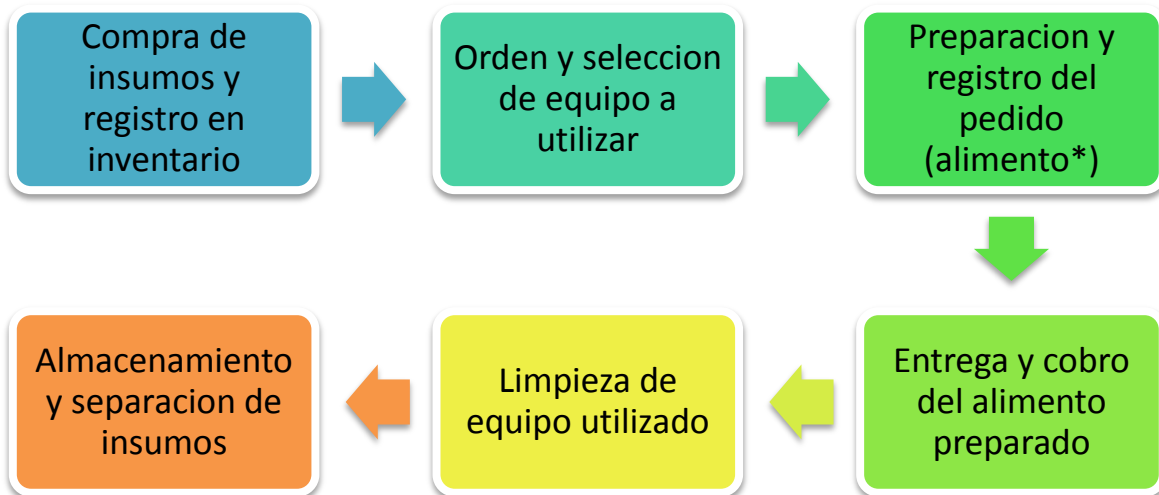 Compra de
insumos y
registro en
inventario
Orden y seleccion
de equipo a
utilizar
Preparacion y
registro del
pedido
(alimento*)
Entrega y cobro
del alimento
preparado
Limpieza de
equipo utilizado
Almacenamiento
y separacion de
insumos